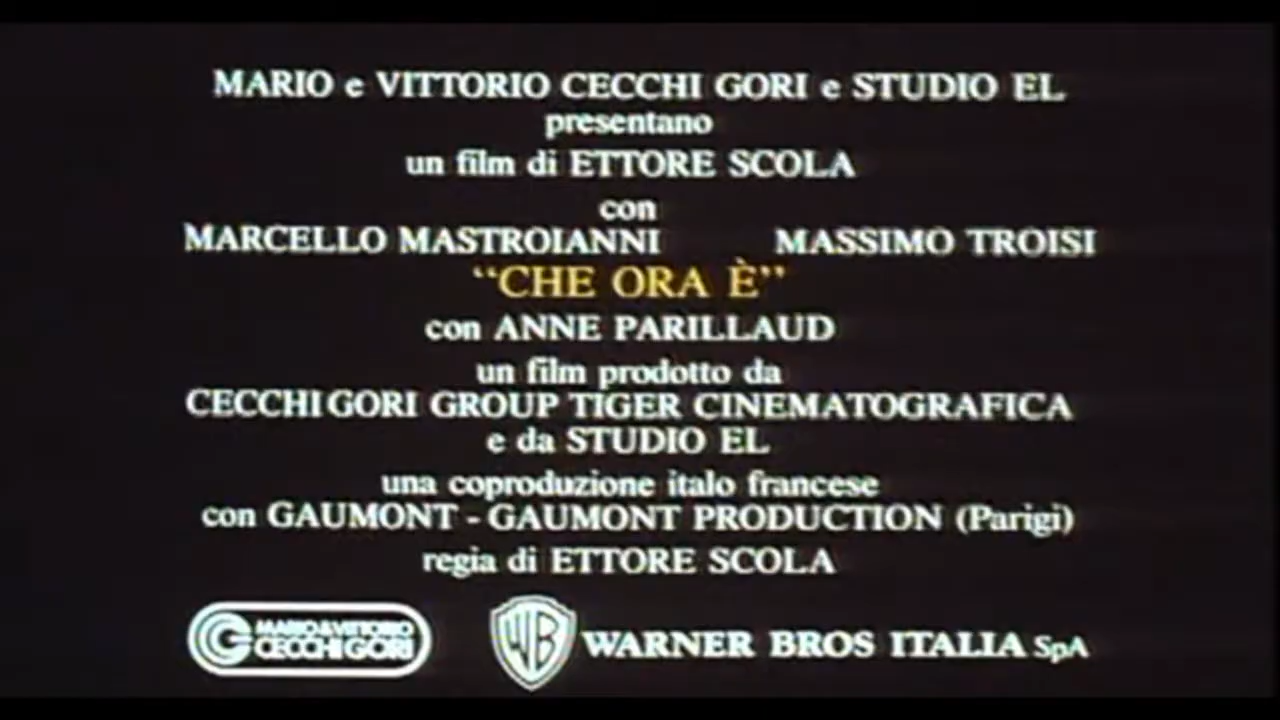 MARIO e VITTORIO CECCHI GORI e STUDIO EL
presentano
un film di ETTORE SCOLA
con
MARCELLO MASTROIANNI MASSIMO TROISI
“CHE ORA È”
con ANNE PARILLAUD
un film prodotto da
CECCHI GORI GROUP TIGER CINEMATOGRAFICA
e da STUDIO EL
una coproduzione italo francese
con GAUMONT - GAUMONT PRODUCTION (Parigi)
regia di ETTORE SCOLA
MARIO & VITTORIO
CECCHI GORI
WB WARNER BROS ITALIA SpA